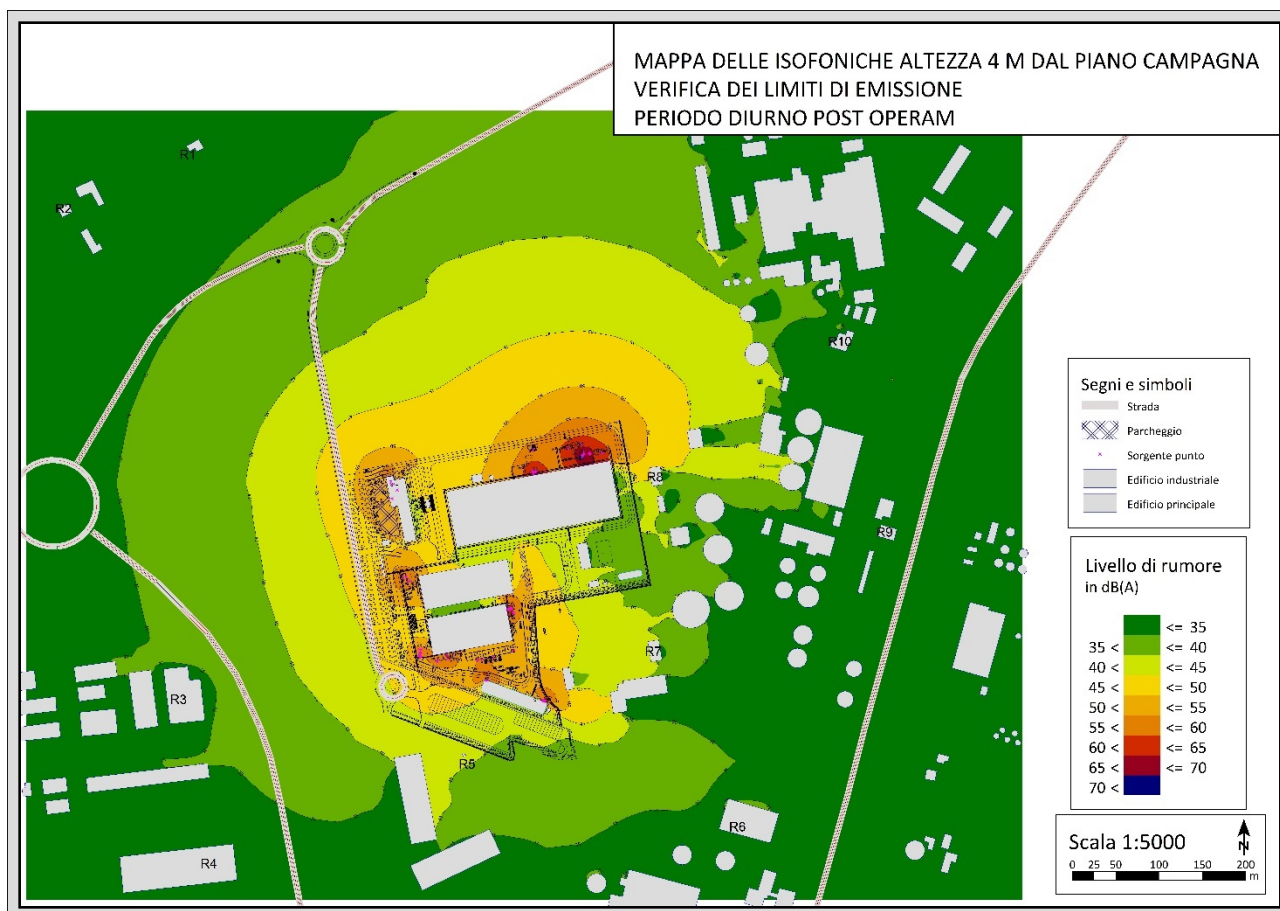 MAPPA DELLE ISOFONICHE ALTEZZA 4 M DAL PIANO CAMPAGNA
VERIFICA DEI LIMITI DI EMISSIONE
PERIODO DIURNO POST OPERAM
R1
R2
R10
R8
R9
R7
R3
R5
R6
R4
Segni e simboli
Strada
Parcheggio
Sorgente punto
Edificio industriale
Edificio principale
Livello di rumore
in dB(A)
<= 35
35 < <= 40
40 < <= 45
45 < <= 50
50 < <= 55
55 < <= 60
60 < <= 65
65 < <= 70
70 <
Scala 1:5000
N
0 25 50 100 150 200
m